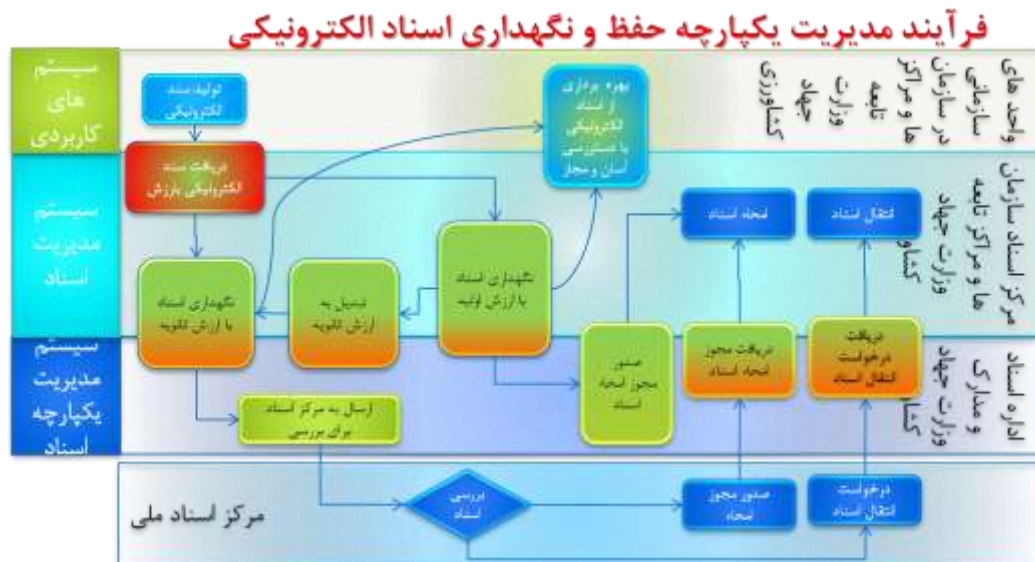 فرآیند مدیریت یکپارچه حفظ و نگهداری اسناد الکترونیکی
سیستم
های
کاربردی
تولید سند
الکترونیکی
بهره برداری
از اسناد
الکترونیکی
با دسترسی
آسان و مجاز
واحد های
سازمانی
در سازمان
ها و مراکز
تابعه
وزارت
جهاد
کشاورزی
سیستم
مدیریت
اسناد
دریافت سند
الکترونیکی بارزش
نگهداری اسناد
با ارزش ثانویه
تبدیل به
ارزش ثانویه
نگهداری اسناد
با ارزش اولیه
امحاء اسناد
انتقال اسناد
مرکز اسناد سازمان
ها و مراکز تابعه
وزارت جهاد
کشاو
سیستم
مدیریت
یکپارچه
اسناد
ارسال به مرکز اسناد
برای بررسی
صدور
مجوز امحاء
اسناد
دریافت مجوز
امحاء اسناد
دریافت
درخواست
انتقال اسناد
اداره اسناد
و مدارک
وزارت جهاد
کشاو
مرکز اسناد ملی
بررسی
اسناد
صدور مجوز
امحاء
درخواست
انتقال اسناد